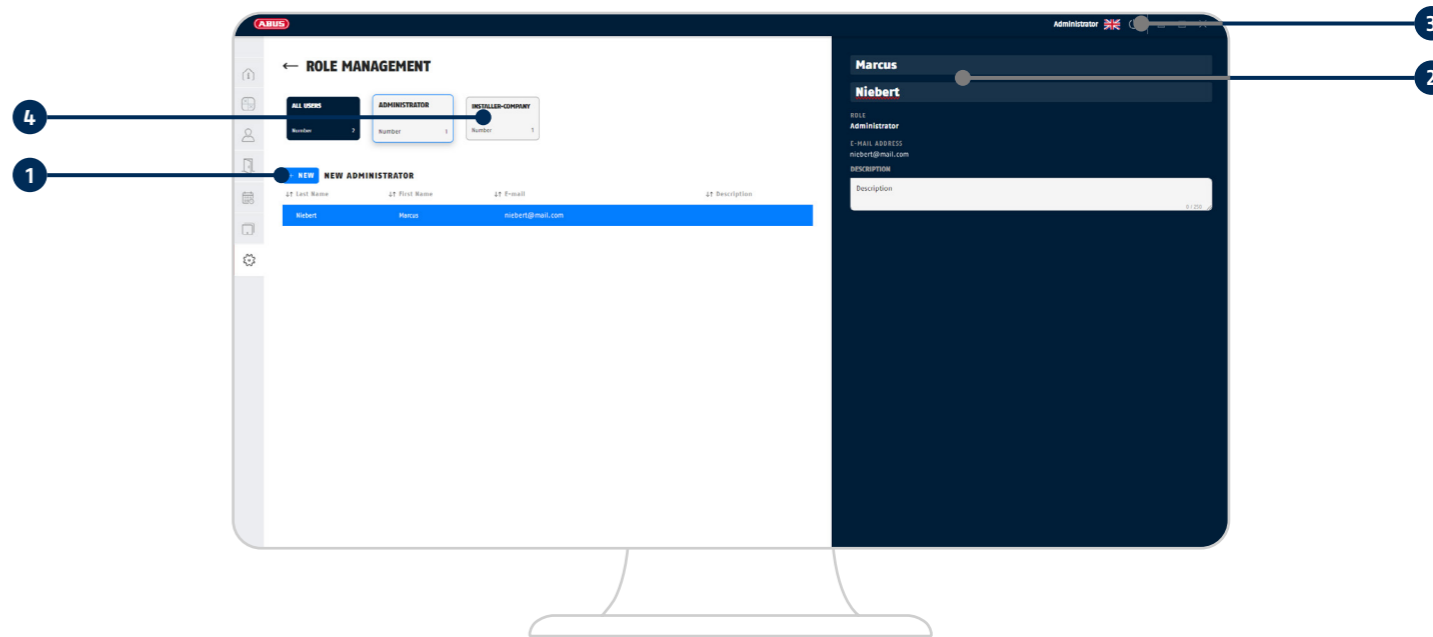 ABUS
Administrator
3
← ROLE MANAGEMENT
Marcus
2
Niebert
ALL USERS
ADMINISTRATOR
INSTALLER-COMPANY
4
Number 2
Number 1
Number 1
ROLE
Administrator
E-MAIL ADDRESS
niebert@mail.com
1
NEW NEW ADMINISTRATOR
DESCRIPTION
Last Name First Name E-mail Description
Description
0 / 250
Niebert Marcus niebert@mail.com